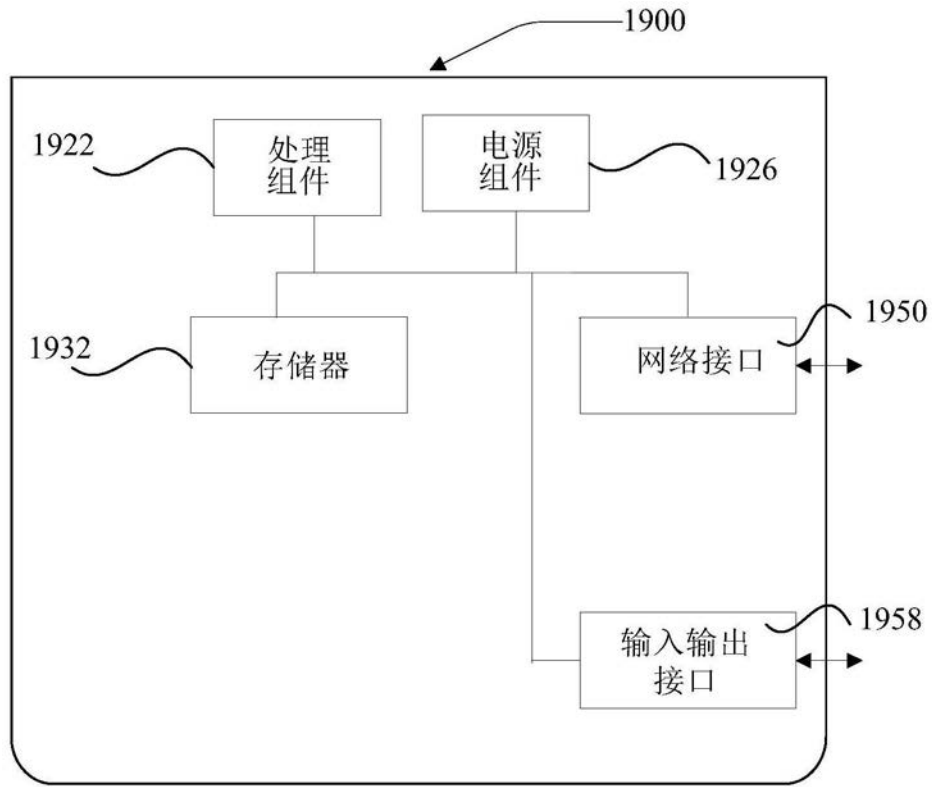 1900
1922
处理
组件
电源
组件
1926
1932
存储器
网络接口
1950
输入输出
接口
1958